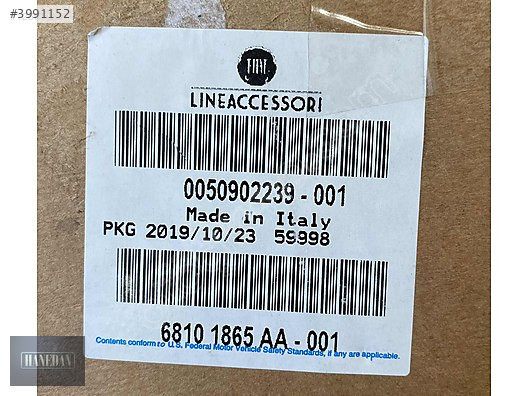 #3991152
FIAT
LINEACCESSORI
0050902239 - 001
Made in Italy
PKG 2019/10/23 59998
6810 1865 AA - 001
Contents conform to U.S. Federal Motor Vehicle Safety Standards, if any are applicable.
HANEDAN